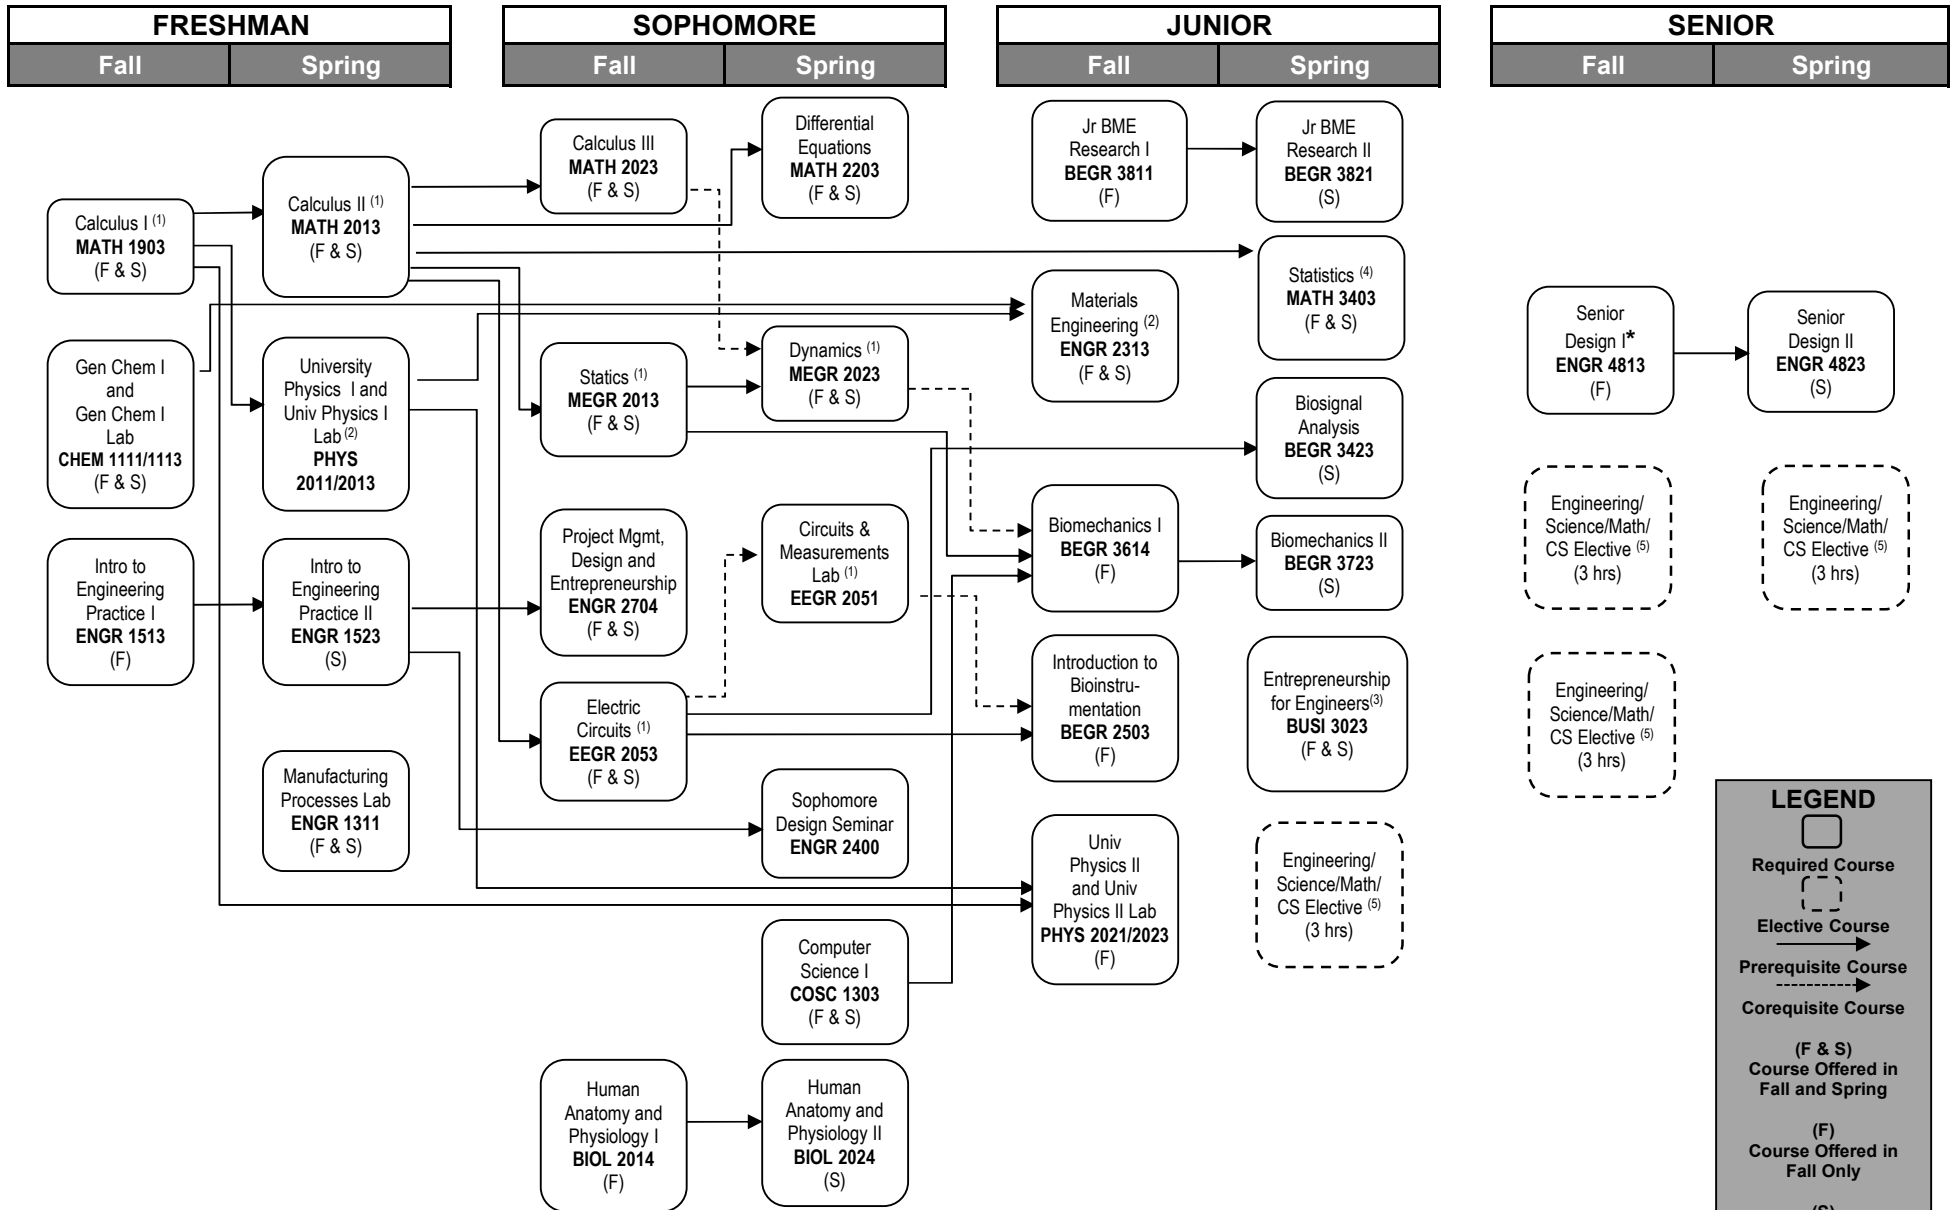 FRESHMAN
Fall
Spring
SOPHOMORE
Fall
Spring
JUNIOR
Fall
Spring
SENIOR
Fall
Spring
Calculus I (1)
MATH 1903
(F & S)
Gen Chem I
and
Gen Chem I
Lab
CHEM 1111/1113
(F & S)
Intro to
Engineering
Practice I
ENGR 1513
(F)
Calculus II (1)
MATH 2013
(F & S)
University
Physics I and
Univ Physics I
Lab (2)
PHYS
2011/2013
Intro to
Engineering
Practice II
ENGR 1523
(S)
Manufacturing
Processes Lab
ENGR 1311
(F & S)
Calculus III
MATH 2023
(F & S)
Statics (1)
MEGR 2013
(F & S)
Project Mgmt,
Design and
Entrepreneurship
ENGR 2704
(F & S)
Electric
Circuits (1)
EEGR 2053
(F & S)
Human
Anatomy and
Physiology I
BIOL 2014
(F)
Differential
Equations
MATH 2203
(F & S)
Dynamics (1)
MEGR 2023
(F & S)
Circuits &
Measurements
Lab (1)
EEGR 2051
Sophomore
Design Seminar
ENGR 2400
Computer
Science I
COSC 1303
(F & S)
Human
Anatomy and
Physiology II
BIOL 2024
(S)
Jr BME
Research I
BEGR 3811
(F)
Materials
Engineering (2)
ENGR 2313
(F & S)
Biomechanics I
BEGR 3614
(F)
Introduction to
Bioinstru-
mentation
BEGR 2503
(F)
Univ
Physics II
and Univ
Physics II Lab
PHYS 2021/2023
(F)
Jr BME
Research II
BEGR 3821
(S)
Statistics (4)
MATH 3403
(F & S)
Biosignal
Analysis
BEGR 3423
(S)
Biomechanics II
BEGR 3723
(S)
Entrepreneurship
for Engineers(3)
BUSI 3023
(F & S)
Engineering/
Science/Math/
CS Elective (5)
(3 hrs)
Senior
Design I*
ENGR 4813
(F)
Engineering/
Science/Math/
CS Elective (5)
(3 hrs)
Engineering/
Science/Math/
CS Elective (5)
(3 hrs)
Senior
Design II
ENGR 4823
(S)
Engineering/
Science/Math/
CS Elective (5)
(3 hrs)
LEGEND
Required Course
Elective Course
Prerequisite Course
Corequisite Course
(F & S)
Course Offered in
Fall and Spring
(F)
Course Offered in
Fall Only
(S)